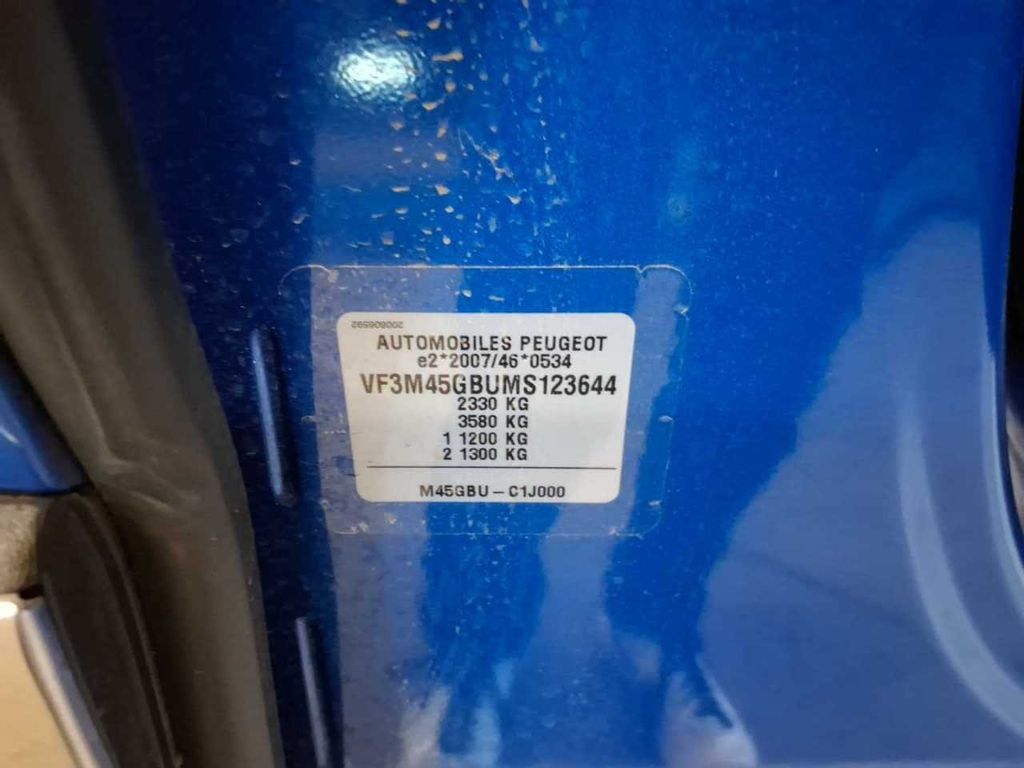 200806592
AUTOMOBILES PEUGEOT
e2*2007/46*0534
VF3M45GBUMS123644
2330 KG
3580 KG
1 1200 KG
2 1300 KG
M45GBU – C1J000